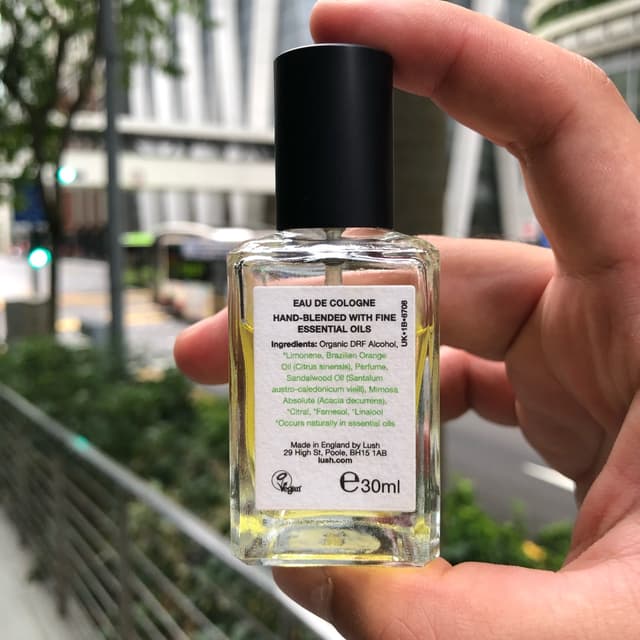 EAU DE COLOGNE
HAND-BLENDED WITH FINE
ESSENTIAL OILS
Ingredients: Organic DRF Alcohol,
*Limonene, Brazilian Orange
Oil (Citrus sinensis), Perfume,
Sandalwood Oil (Santalum
austro-caledonicum vieill), Mimosa
Absolute (Acacia decurrens),
*Citral, *Farnesol, *Linalool
*Occurs naturally in essential oils
Made in England by Lush
29 High St, Poole, BH15 1AB
lush.com
Vegan
e30ml
UK•1B•6708